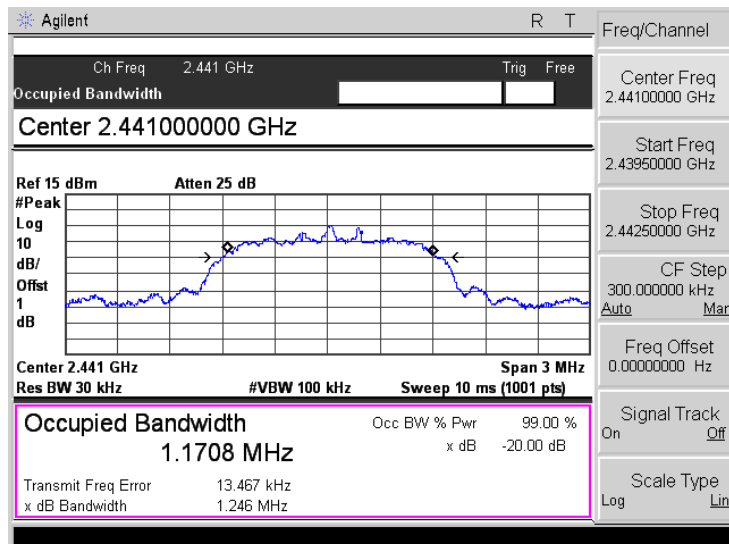 Agilent R T
Ch Freq 2.441 GHz Trig Free
Occupied Bandwidth
Center 2.441000000 GHz
Ref 15 dBm Atten 25 dB
#Peak
Log
10
dB/
Offst
1
dB
Center 2.441 GHz Span 3 MHz
Res BW 30 kHz #VBW 100 kHz Sweep 10 ms (1001 pts)
Occupied Bandwidth Occ BW % Pwr 99.00 %
1.1708 MHz x dB -20.00 dB
Transmit Freq Error 13.467 kHz
x dB Bandwidth 1.246 MHz
Freq/Channel
Center Freq
2.44100000 GHz
Start Freq
2.43950000 GHz
Stop Freq
2.44250000 GHz
CF Step
300.000000 kHz
Auto Man
Freq Offset
0.00000000 Hz
Signal Track
On Off
Scale Type
Log Lin